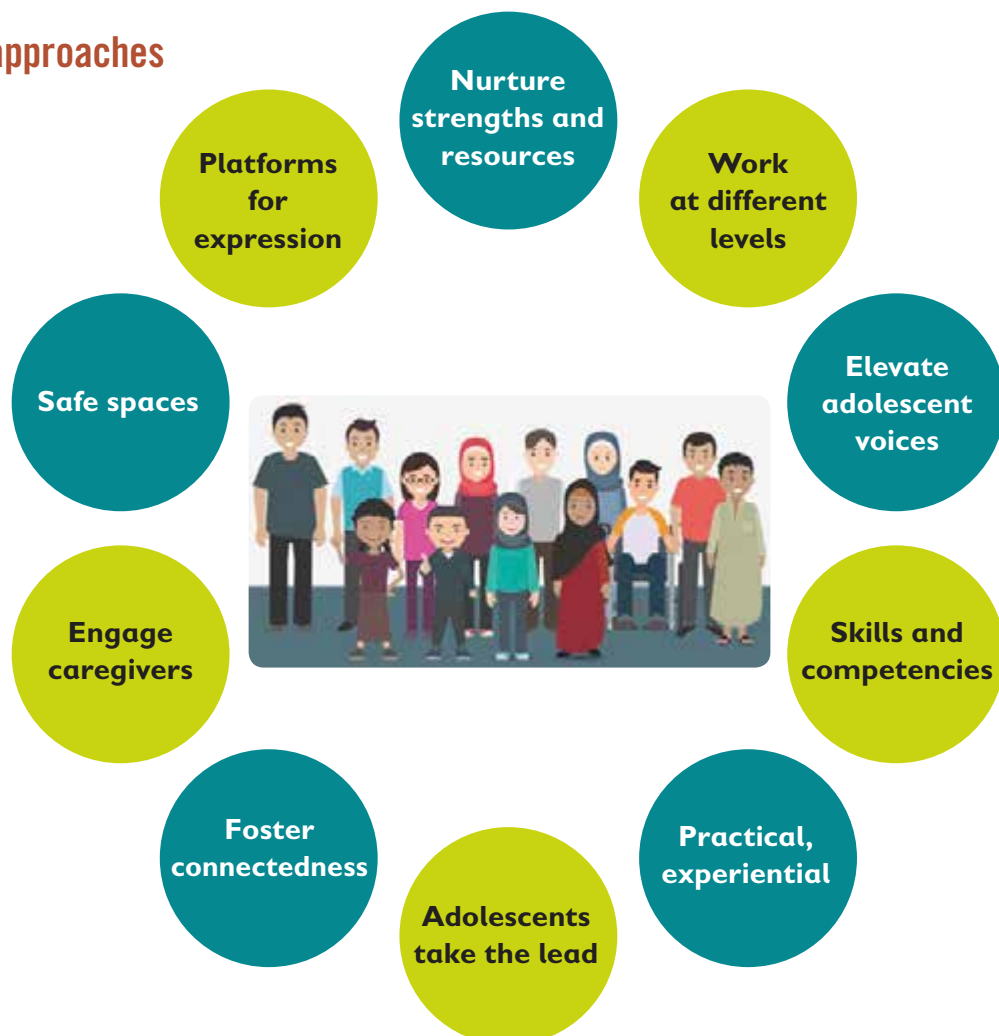 approaches
Nurture
strengths and
resources
Work
at different
levels
Elevate
adolescent
voices
Skills and
competencies
Practical,
experiential
Adolescents
take the lead
Foster
connectedness
Engage
caregivers
Safe spaces
Platforms
for
expression